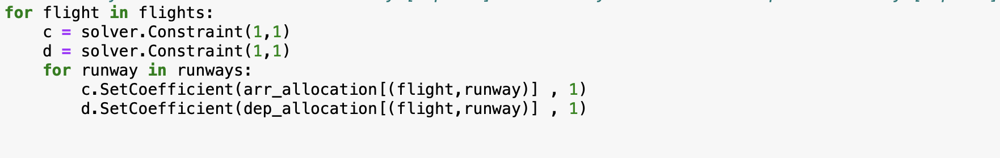 for flight in flights:
    c = solver.Constraint(1,1)
    d = solver.Constraint(1,1)
    for runway in runways:
        c.SetCoefficient(arr_allocation[(flight,runway)] , 1)
        d.SetCoefficient(dep_allocation[(flight,runway)] , 1)